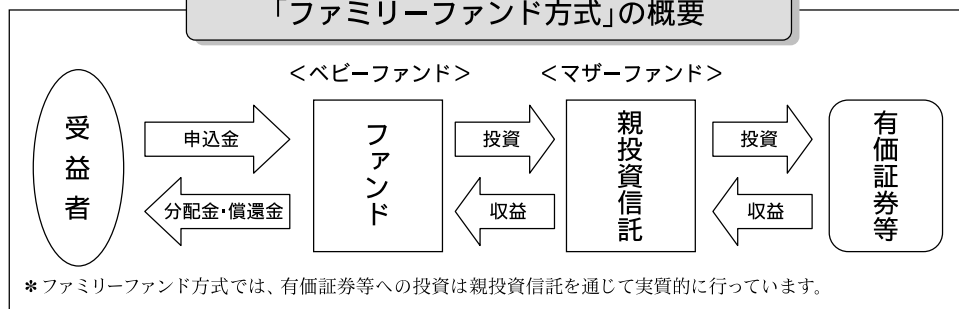 「ファミリーファンド方式」の概要
＜ベビーファンド＞
＜マザーファンド＞
受益者
申込金
分配金・償還金
ファンド
投資
収益
親投資信託
投資
収益
有価証券等
＊ファミリーファンド方式では、有価証券等への投資は親投資信託を通じて実質的に行っています。